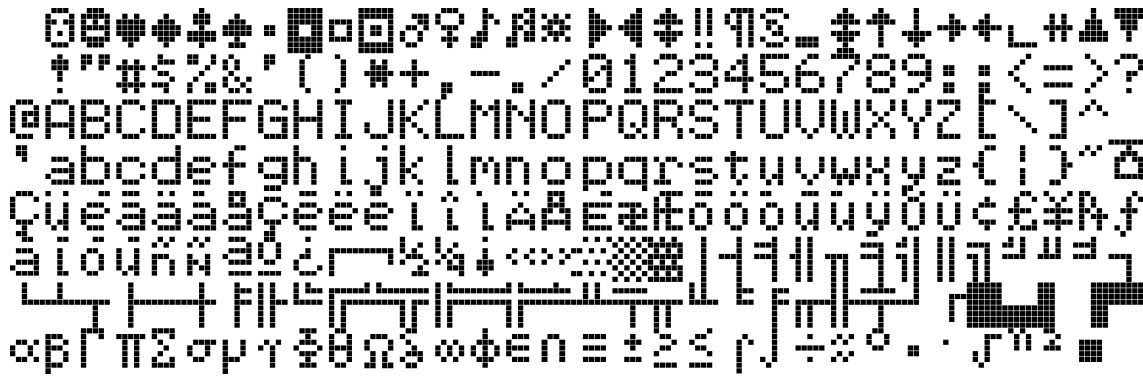 ☺☻♥♦♣♠•◘○◙♂♀♪♫☼►◄↕‼¶§▬↨↑↓→←∟↔▲▼
!"#$%&'()*+,-./0123456789:;<=>?
@ABCDEFGHIJKLMNOPQRSTUVWXYZ[\]^_
`abcdefghijklmnopqrstuvwxyz{|}~⌂
ÇüéâäàåçêëèïîìÄÅÉæÆôöòûùÿÖÜ¢£¥₧ƒ
áíóúñÑªº¿⌐¬½¼¡«»░▒▓│┤╡╢╖╕╣║╗╝╜╛┐
└┴┬├─┼╞╟╚╔╩╦╠═╬╧╨╤╥╙╘╒╓╫╪┘┌█▄▌▐▀
αßΓπΣσµτΦΘΩδ∞φε∩≡±≥≤⌠⌡÷≈°∙·√ⁿ²■